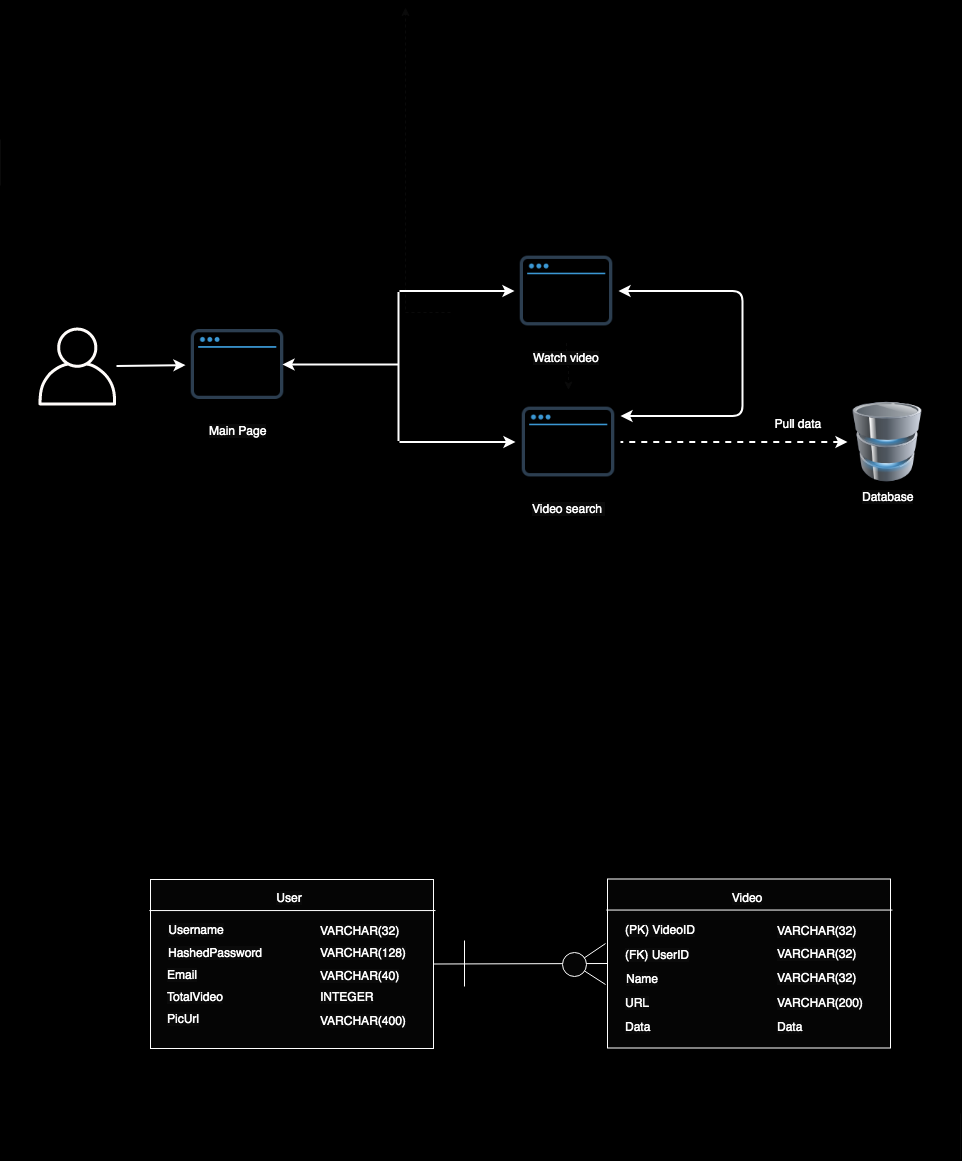 Watch video
Main Page
Pull data
Database
Video search
User
Username VARCHAR(32)
HashedPassword VARCHAR(128)
Email VARCHAR(40)
TotalVideo INTEGER
PicUrl VARCHAR(400)
Video
(PK) VideoID VARCHAR(32)
(FK) UserID VARCHAR(32)
Name VARCHAR(32)
URL VARCHAR(200)
Data Data